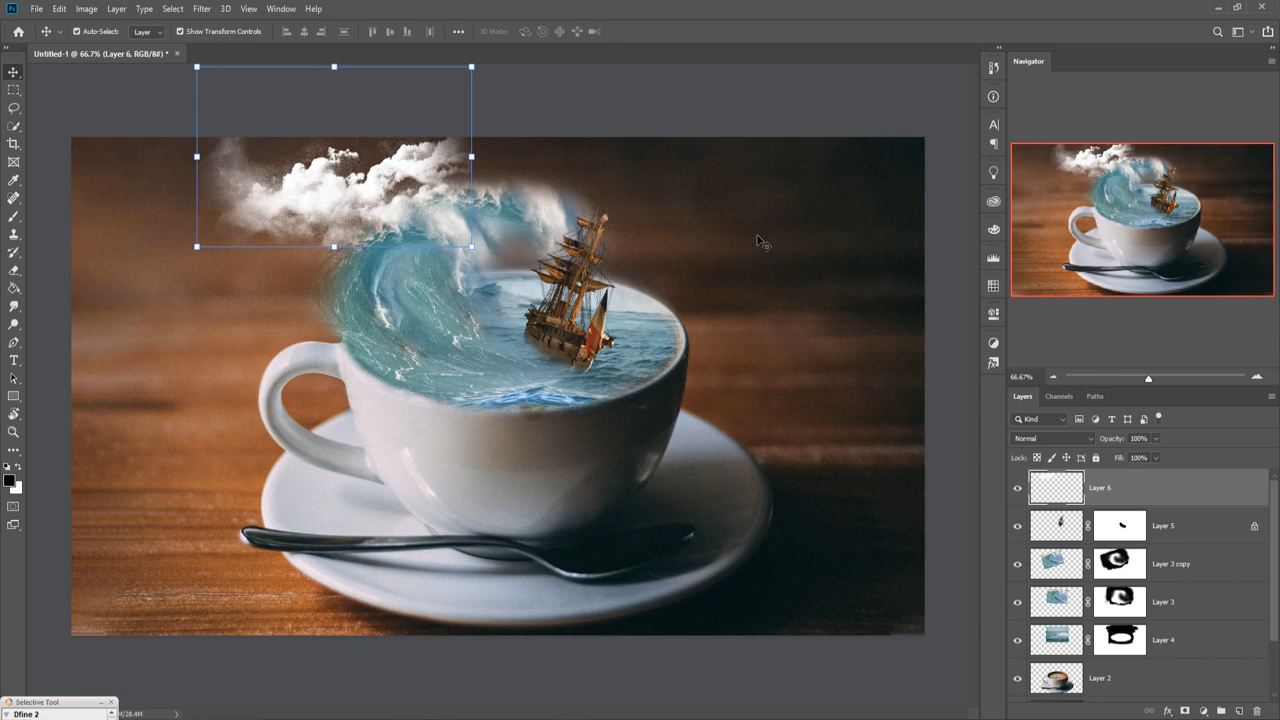 Ps File Edit Image Layer Type Select Filter 3D View Window Help
Auto-Select: Layer Show Transform Controls 3D Mode:
Untitled-1 @ 66.7% (Layer 6, RGB/8#) *
Navigator
66.67%
Layers Channels Paths
Kind
Normal Opacity: 100%
Lock: Fill: 100%
Layer 6
Layer 5
Layer 3 copy
Layer 3
Layer 4
Layer 2
Selective Tool
Dfine 2 M/28.4M